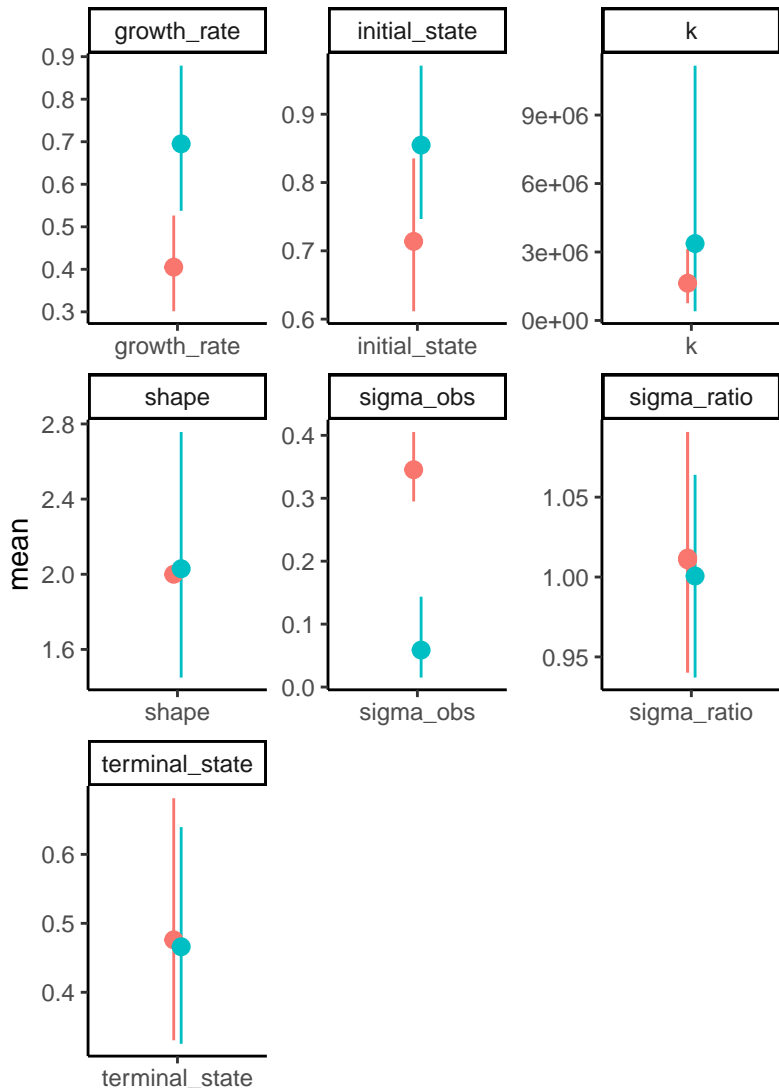 growth_rate
initial_state
k
0.9
0.8
0.7
0.6
0.5
0.4
0.3
0.9
0.8
0.7
0.6
9e+06
6e+06
3e+06
0e+00
growth_rate
initial_state
k
shape
sigma_obs
sigma_ratio
mean
2.8
2.4
2.0
1.6
0.4
0.3
0.2
0.1
0.0
1.05
1.00
0.95
shape
sigma_obs
sigma_ratio
terminal_state
0.6
0.5
0.4
terminal_state